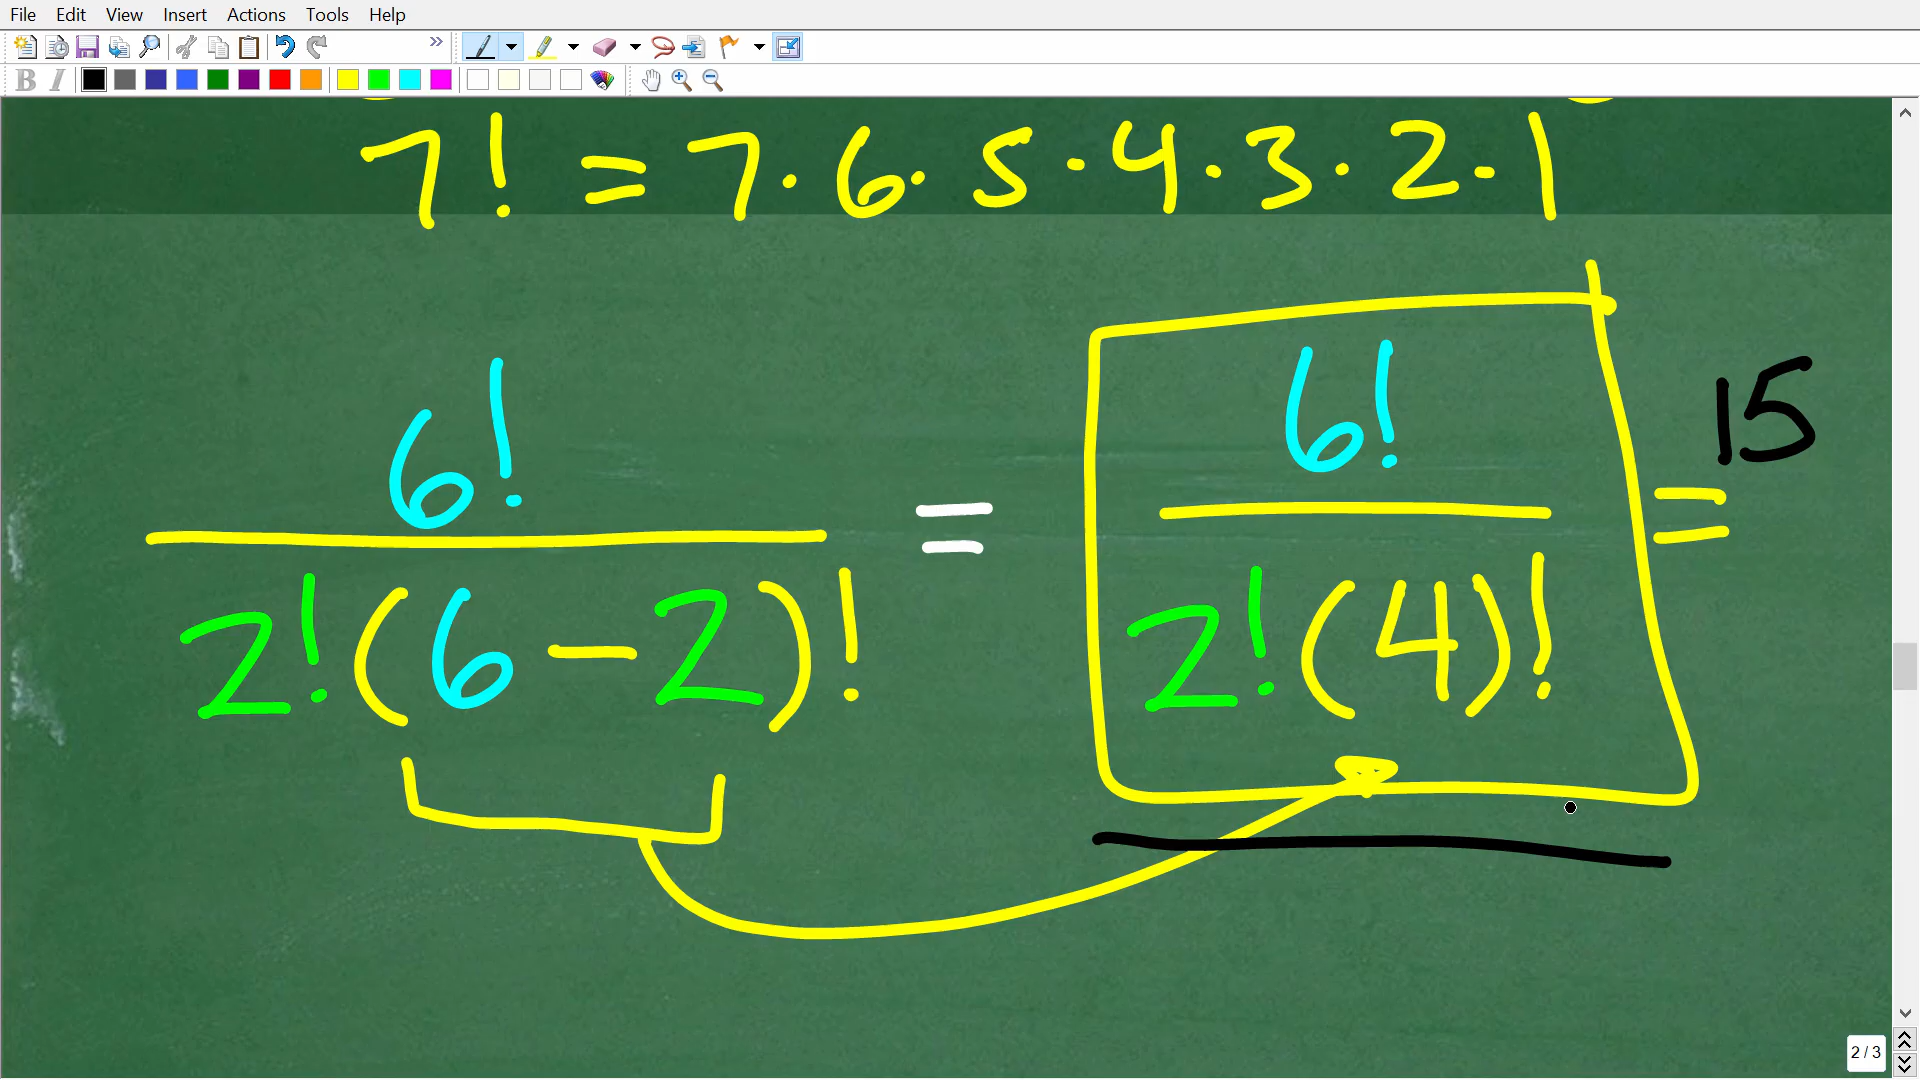 File Edit View Insert Actions Tools Help
B I
7! = 7 · 6 · 5 · 4 · 3 · 2 · 1
6! / 2!(6 - 2)! = 6! / 2!(4)! = 15
2 / 3